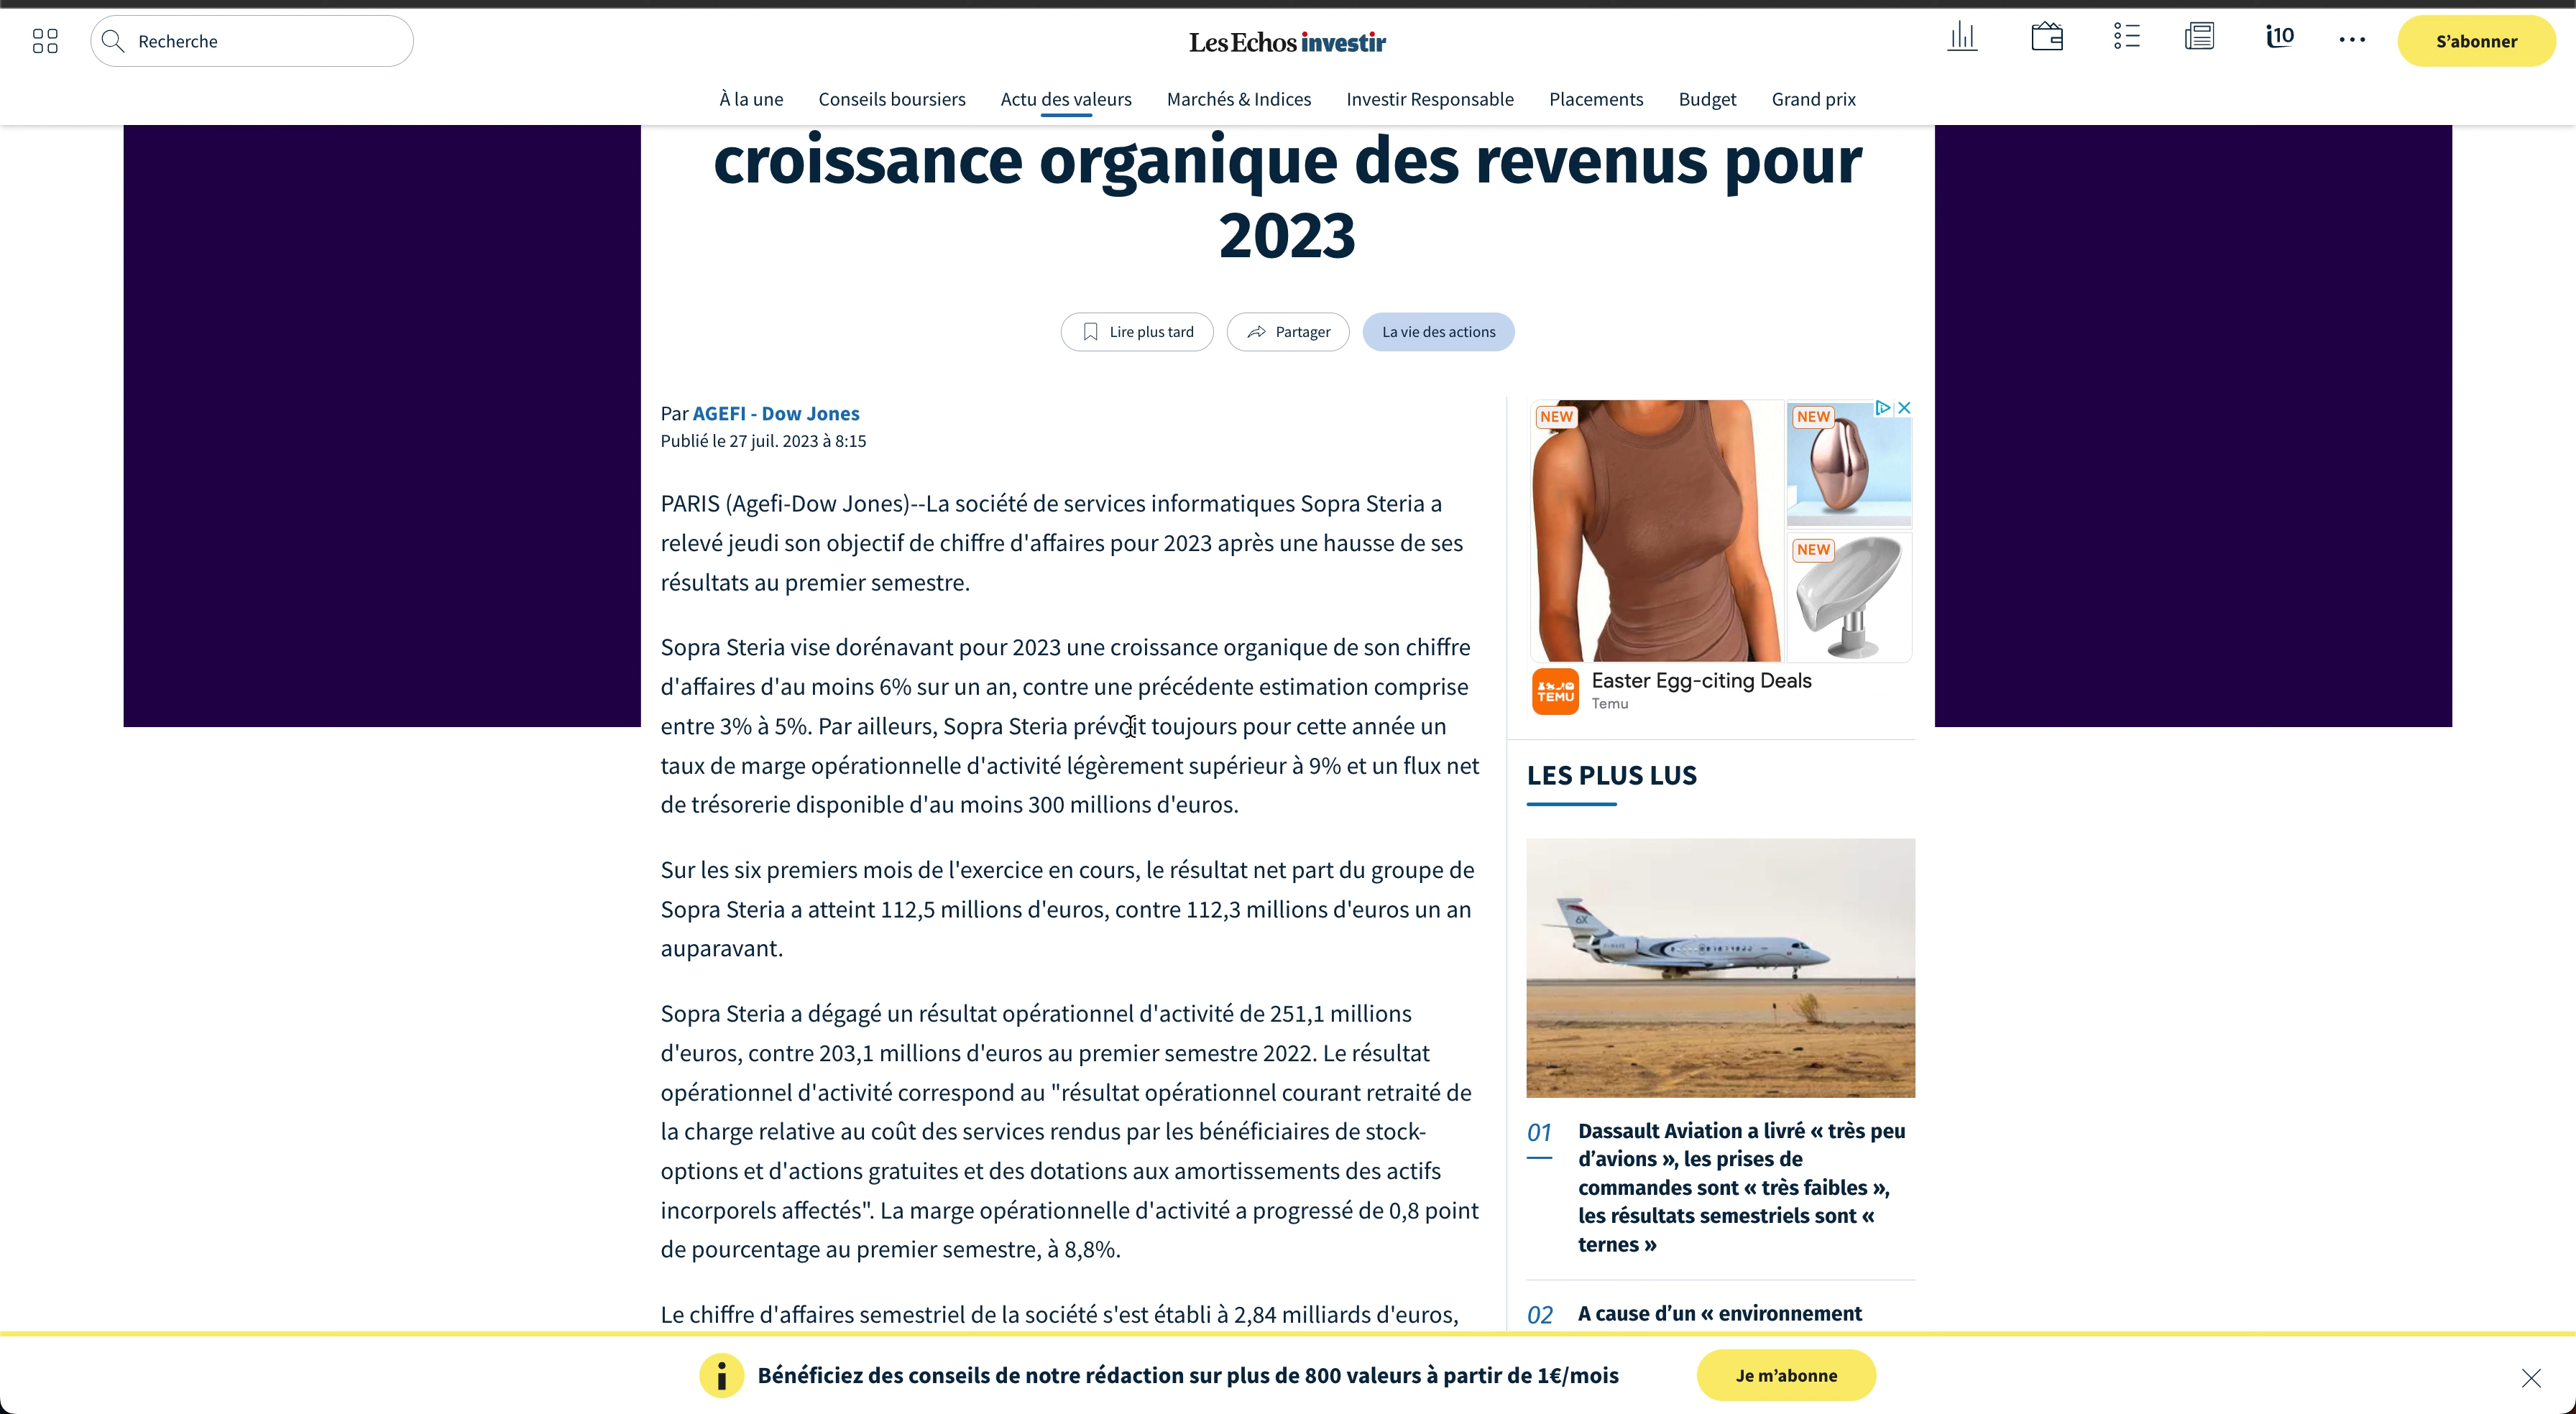 Recherche
Les Echos investir
i10
S'abonner
À la une
Conseils boursiers
Actu des valeurs
Marchés & Indices
Investir Responsable
Placements
Budget
Grand prix
croissance organique des revenus pour
2023
Lire plus tard
Partager
La vie des actions
Par AGEFI - Dow Jones
Publié le 27 juil. 2023 à 8:15
PARIS (Agefi-Dow Jones)--La société de services informatiques Sopra Steria a
relevé jeudi son objectif de chiffre d'affaires pour 2023 après une hausse de ses
résultats au premier semestre.
Sopra Steria vise dorénavant pour 2023 une croissance organique de son chiffre
d'affaires d'au moins 6% sur un an, contre une précédente estimation comprise
entre 3% à 5%. Par ailleurs, Sopra Steria prévoit toujours pour cette année un
taux de marge opérationnelle d'activité légèrement supérieur à 9% et un flux net
de trésorerie disponible d'au moins 300 millions d'euros.
Sur les six premiers mois de l'exercice en cours, le résultat net part du groupe de
Sopra Steria a atteint 112,5 millions d'euros, contre 112,3 millions d'euros un an
auparavant.
Sopra Steria a dégagé un résultat opérationnel d'activité de 251,1 millions
d'euros, contre 203,1 millions d'euros au premier semestre 2022. Le résultat
opérationnel d'activité correspond au "résultat opérationnel courant retraité de
la charge relative au coût des services rendus par les bénéficiaires de stock-
options et d'actions gratuites et des dotations aux amortissements des actifs
incorporels affectés". La marge opérationnelle d'activité a progressé de 0,8 point
de pourcentage au premier semestre, à 8,8%.
Le chiffre d'affaires semestriel de la société s'est établi à 2,84 milliards d'euros,
NEW
NEW
NEW
TEMU
Easter Egg-citing Deals
Temu
LES PLUS LUS
6X
01
Dassault Aviation a livré « très peu
d'avions », les prises de
commandes sont « très faibles »,
les résultats semestriels sont «
ternes »
02
A cause d'un « environnement
Bénéficiez des conseils de notre rédaction sur plus de 800 valeurs à partir de 1€/mois
Je m'abonne